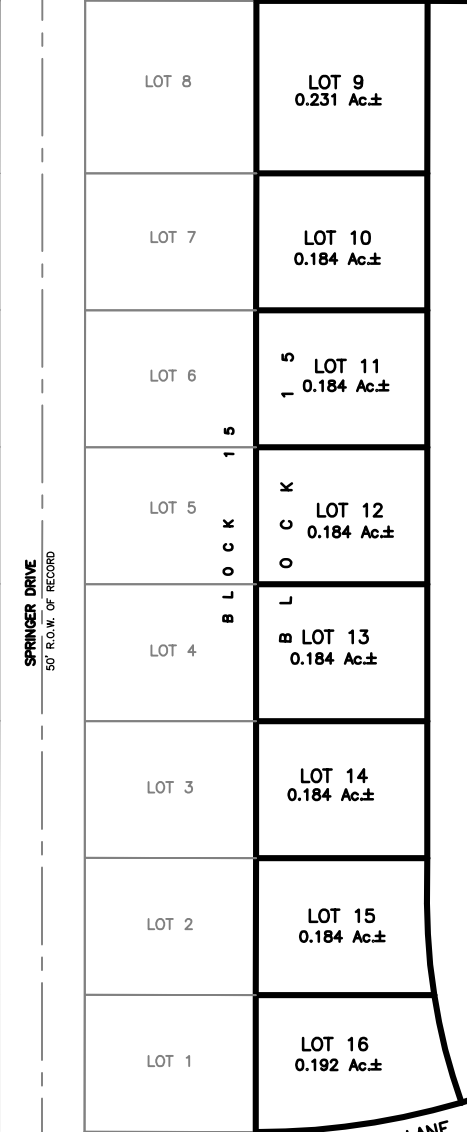 LOT 8
LOT 9
0.231 Ac.±
LOT 7
LOT 10
0.184 Ac.±
LOT 6
LOT 11
0.184 Ac.±
BLOCK 15
BLOCK 15
LOT 5
LOT 12
0.184 Ac.±
SPRINGER DRIVE
50' R.O.W. OF RECORD
LOT 4
LOT 13
0.184 Ac.±
LOT 3
LOT 14
0.184 Ac.±
LOT 2
LOT 15
0.184 Ac.±
LOT 1
LOT 16
0.192 Ac.±
LANE